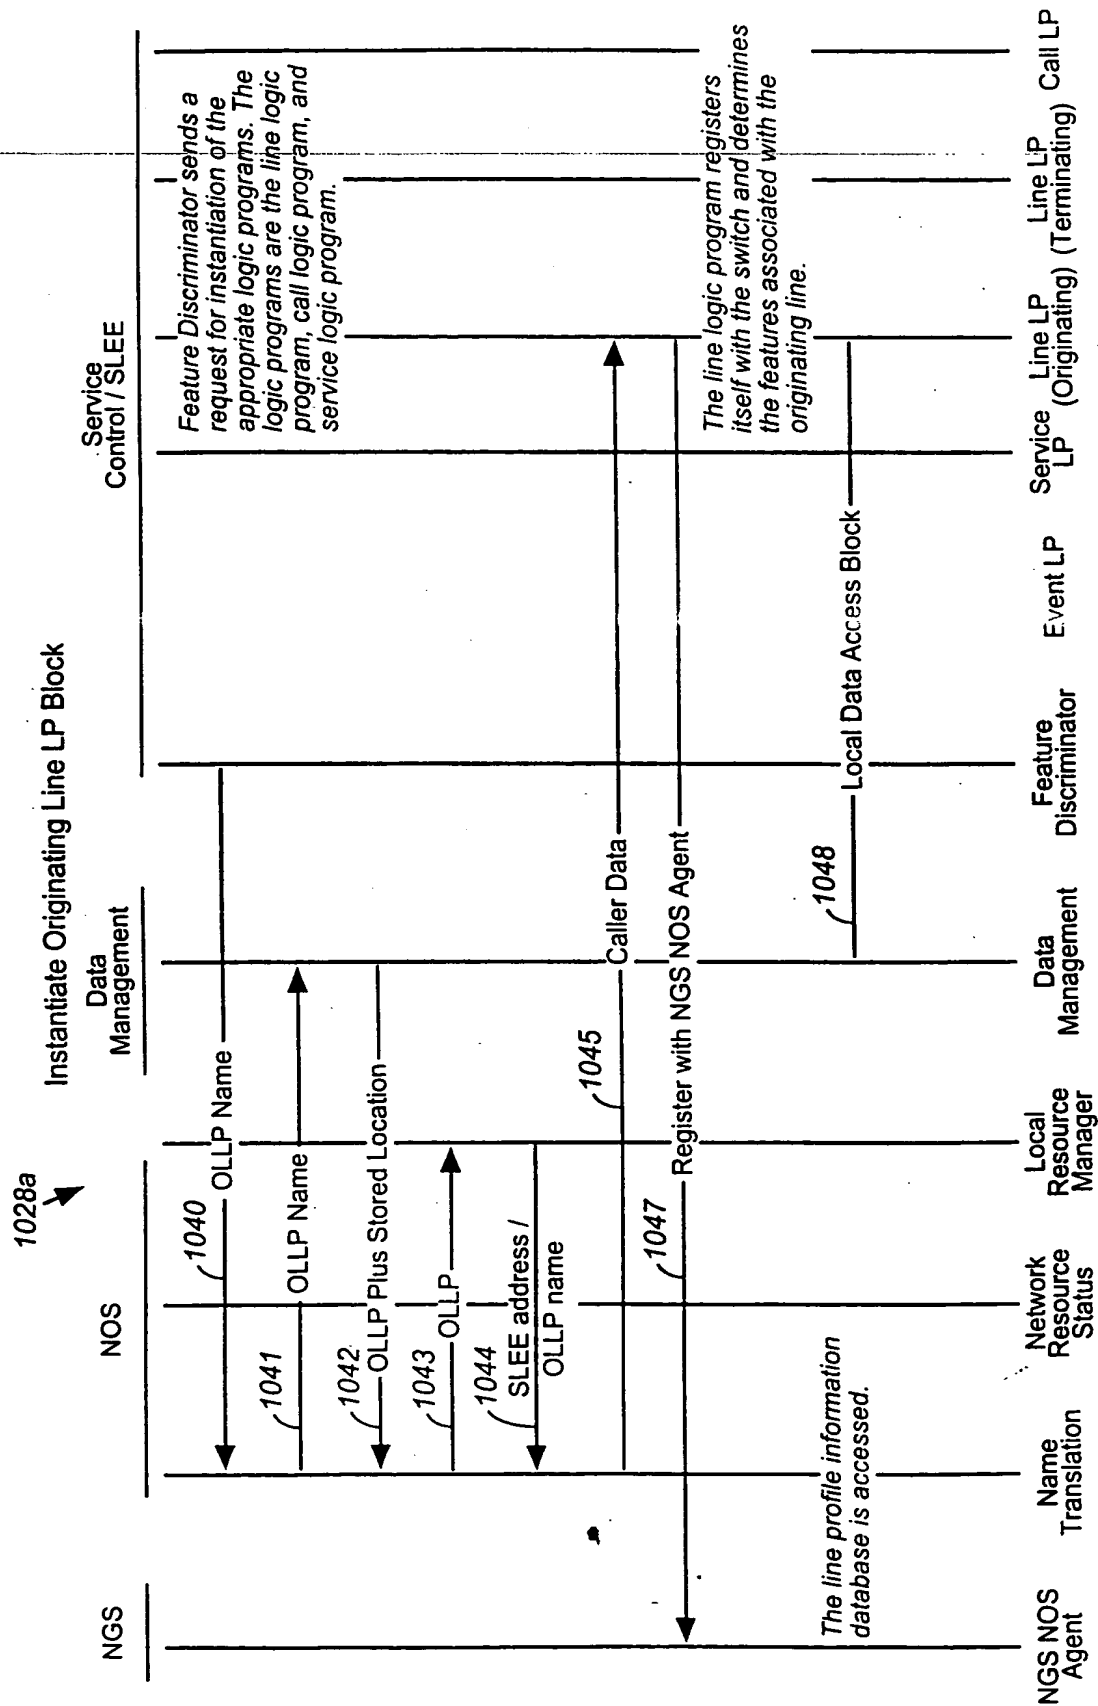 1028a
Instantiate Originating Line LP Block
NGS
NOS
Data
Management
Service
Control / SLEE
Feature Discriminator sends a
request for instantiation of the
appropriate logic programs. The
logic programs are the line logic
program, call logic program, and
service logic program.
1040
OLLP Name
1041
OLLP Name
1042
OLLP Plus Stored Location
1043
OLLP
1044
SLEE address /
OLLP name
1045
Caller Data
1047
Register with NGS NOS Agent
The line logic program registers
itself with the switch and determines
the features associated with the
originating line.
The line profile information
database is accessed.
1048
Local Data Access Block
NGS NOS
Agent
Name
Translation
Network
Resource
Status
Local
Resource
Manager
Data
Management
Feature
Discriminator
Event LP
Service
LP
Line LP
(Originating)
Line LP
(Terminating)
Call LP